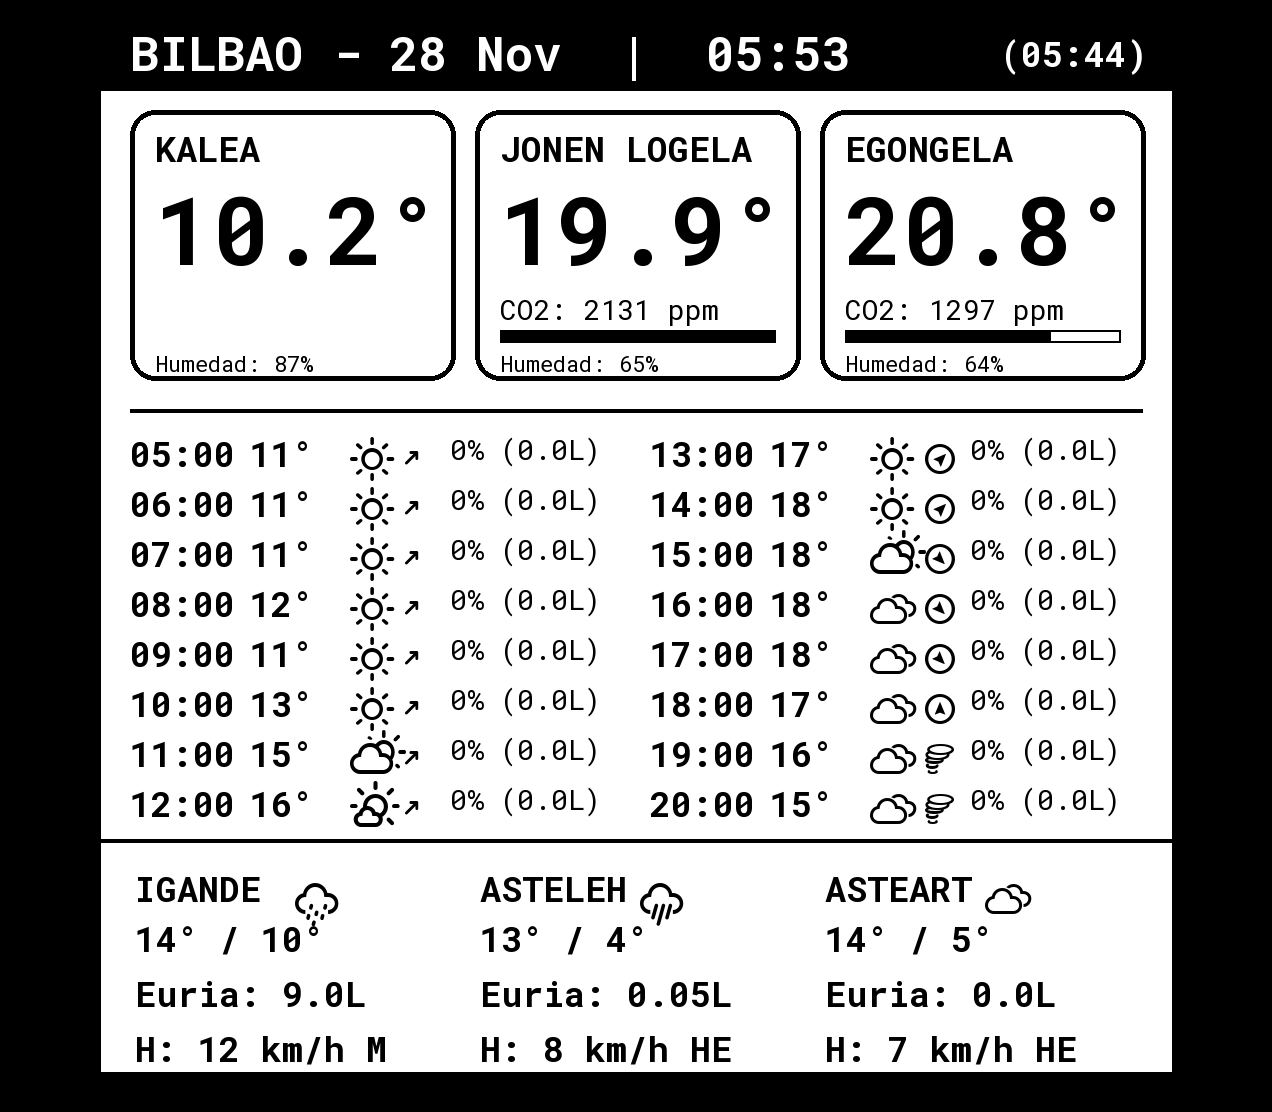 BILBAO - 28 Nov | 05:53 (05:44)
KALEA
10.2°
Humedad: 87%
JONEN LOGELA
19.9°
CO2: 2131 ppm
Humedad: 65%
EGONGELA
20.8°
CO2: 1297 ppm
Humedad: 64%
05:00 11° 0% (0.0L)
06:00 11° 0% (0.0L)
07:00 11° 0% (0.0L)
08:00 12° 0% (0.0L)
09:00 11° 0% (0.0L)
10:00 13° 0% (0.0L)
11:00 15° 0% (0.0L)
12:00 16° 0% (0.0L)
13:00 17° 0% (0.0L)
14:00 18° 0% (0.0L)
15:00 18° 0% (0.0L)
16:00 18° 0% (0.0L)
17:00 18° 0% (0.0L)
18:00 17° 0% (0.0L)
19:00 16° 0% (0.0L)
20:00 15° 0% (0.0L)
IGANDE
14° / 10°
Euria: 9.0L
H: 12 km/h M
ASTELEH
13° / 4°
Euria: 0.05L
H: 8 km/h HE
ASTEART
14° / 5°
Euria: 0.0L
H: 7 km/h HE